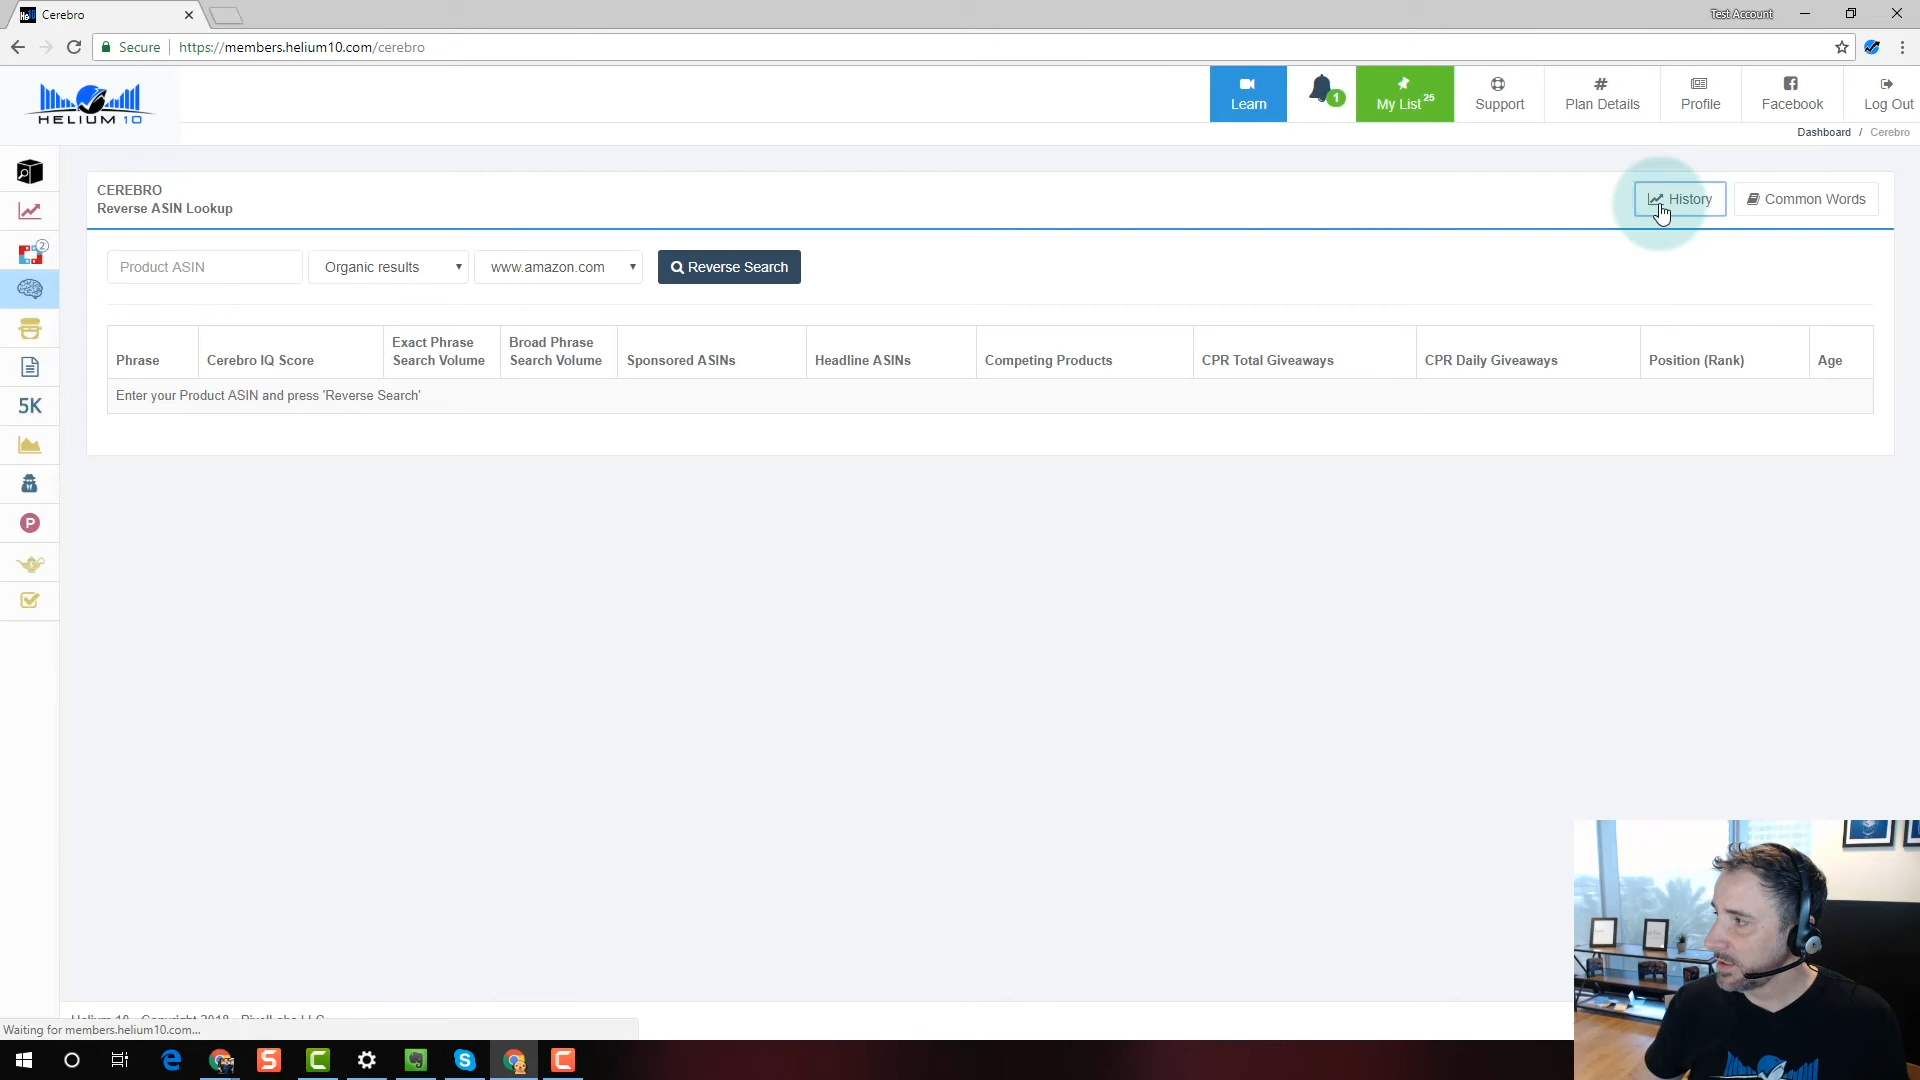 Cerebro
Test Account
Secure
https://members.helium10.com/cerebro
HELIUM 10
Learn
1
My List 25
Support
Plan Details
Profile
Facebook
Log Out
Dashboard / Cerebro
CEREBRO
Reverse ASIN Lookup
History
Common Words
Product ASIN
Organic results
www.amazon.com
Reverse Search
2
5K
P
Phrase
Cerebro IQ Score
Exact Phrase
Search Volume
Broad Phrase
Search Volume
Sponsored ASINs
Headline ASINs
Competing Products
CPR Total Giveaways
CPR Daily Giveaways
Position (Rank)
Age
Enter your Product ASIN and press 'Reverse Search'
Waiting for members.helium10.com...